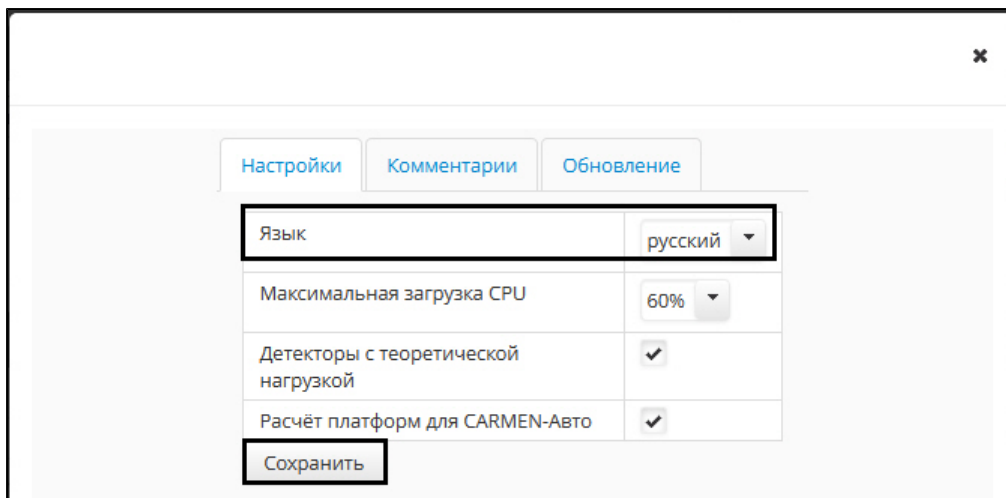 Настройки Комментарии Обновление
Язык русский
Максимальная загрузка CPU 60%
Детекторы с теоретической
нагрузкой
Расчёт платформ для CARMEN-Авто
Сохранить